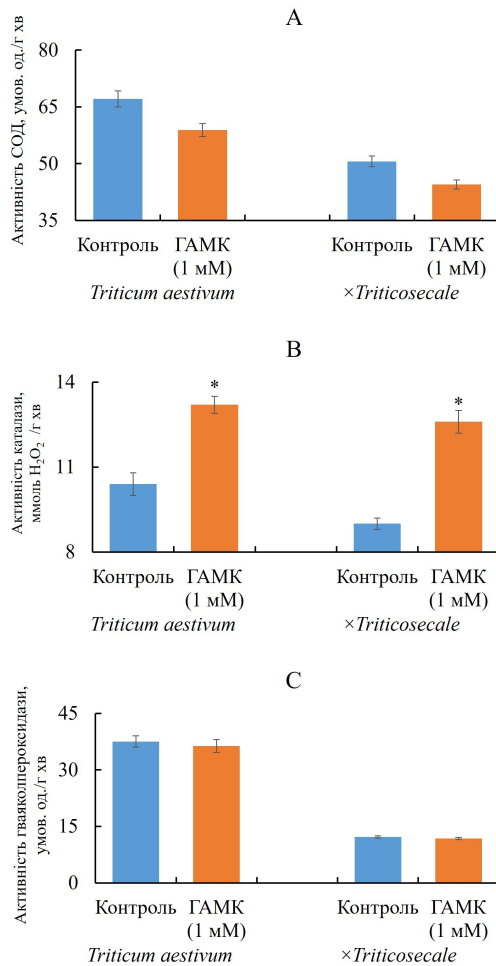 A
Активність СОД, умов. од./г хв
80
65
50
35
Контроль ГАМК (1 мМ) Контроль ГАМК (1 мМ)
Triticum aestivum ×Triticosecale
B
Активність каталази,
ммоль H₂O₂ /г хв
14
11
8
* *
Контроль ГАМК (1 мМ) Контроль ГАМК (1 мМ)
Triticum aestivum ×Triticosecale
C
Активність гваяколпероксидази,
умов. од./г хв
45
30
15
0
Контроль ГАМК (1 мМ) Контроль ГАМК (1 мМ)
Triticum aestivum ×Triticosecale